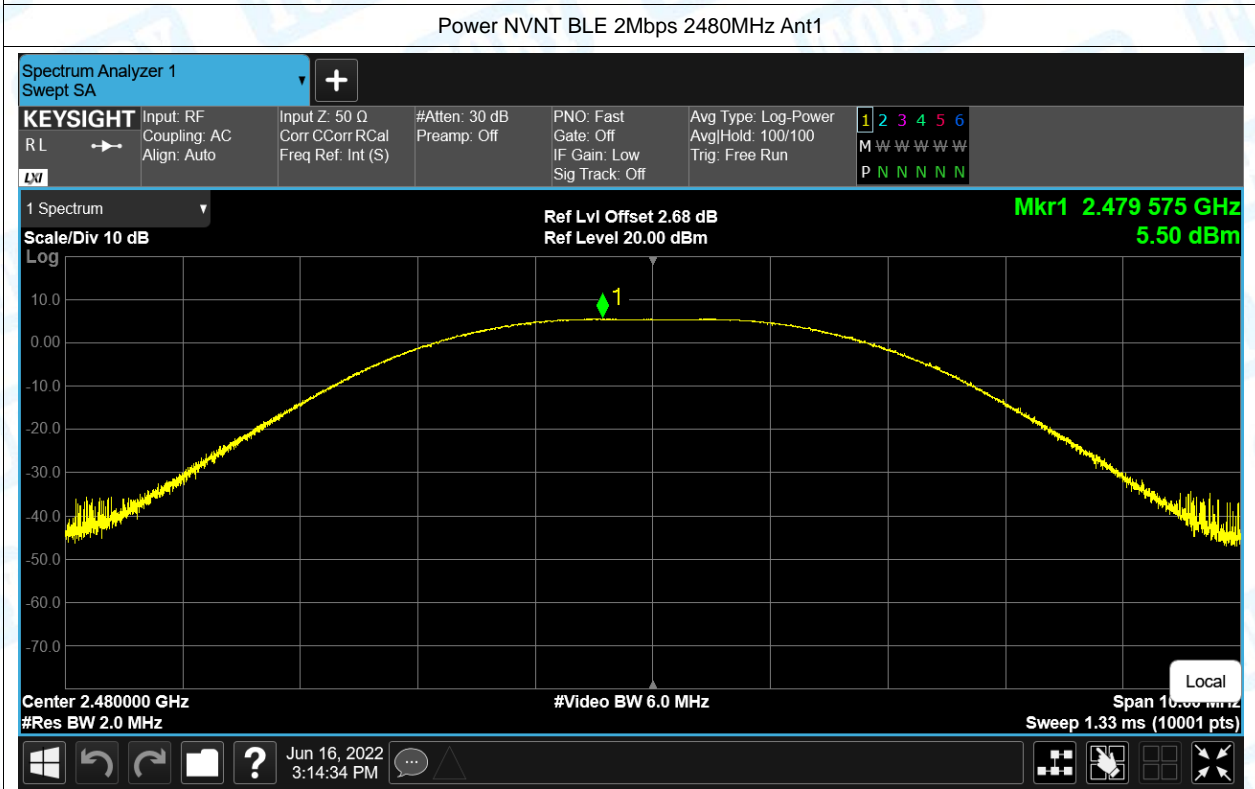 Power NVNT BLE 2Mbps 2480MHz Ant1
Spectrum Analyzer 1
Swept SA
KEYSIGHT
R L
LXI
Input: RF
Coupling: AC
Align: Auto
Input Z: 50 Ω
Corr CCorr RCal
Freq Ref: Int (S)
#Atten: 30 dB
Preamp: Off
PNO: Fast
Gate: Off
IF Gain: Low
Sig Track: Off
Avg Type: Log-Power
Avg|Hold: 100/100
Trig: Free Run
1 2 3 4 5 6
M W W W W W
P N N N N N
1 Spectrum
Scale/Div 10 dB
Ref Lvl Offset 2.68 dB
Ref Level 20.00 dBm
Mkr1 2.479 575 GHz
5.50 dBm
Log
1
10.0
0.00
-10.0
-20.0
-30.0
-40.0
-50.0
-60.0
-70.0
Local
Center 2.480000 GHz
#Video BW 6.0 MHz
Span 10.00 MHz
#Res BW 2.0 MHz
Sweep 1.33 ms (10001 pts)
?
Jun 16, 2022
3:14:34 PM